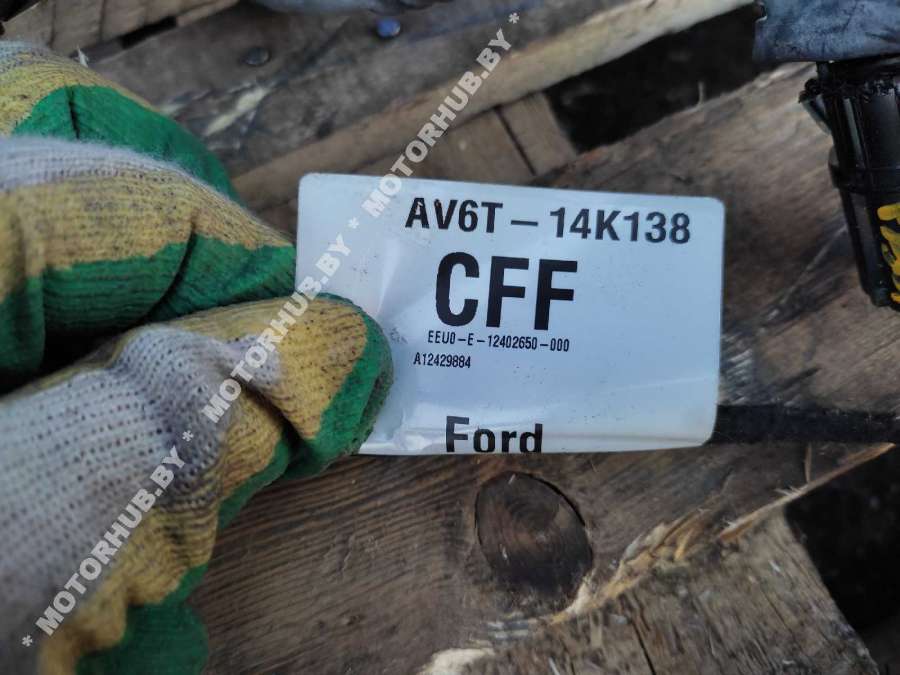 AV6T-14K138
CFF
EEU0-E-12402650-000
A12429884
Ford
* MOTORHUB.BY * MOTORHUB.BY * MOTORHUB.BY *